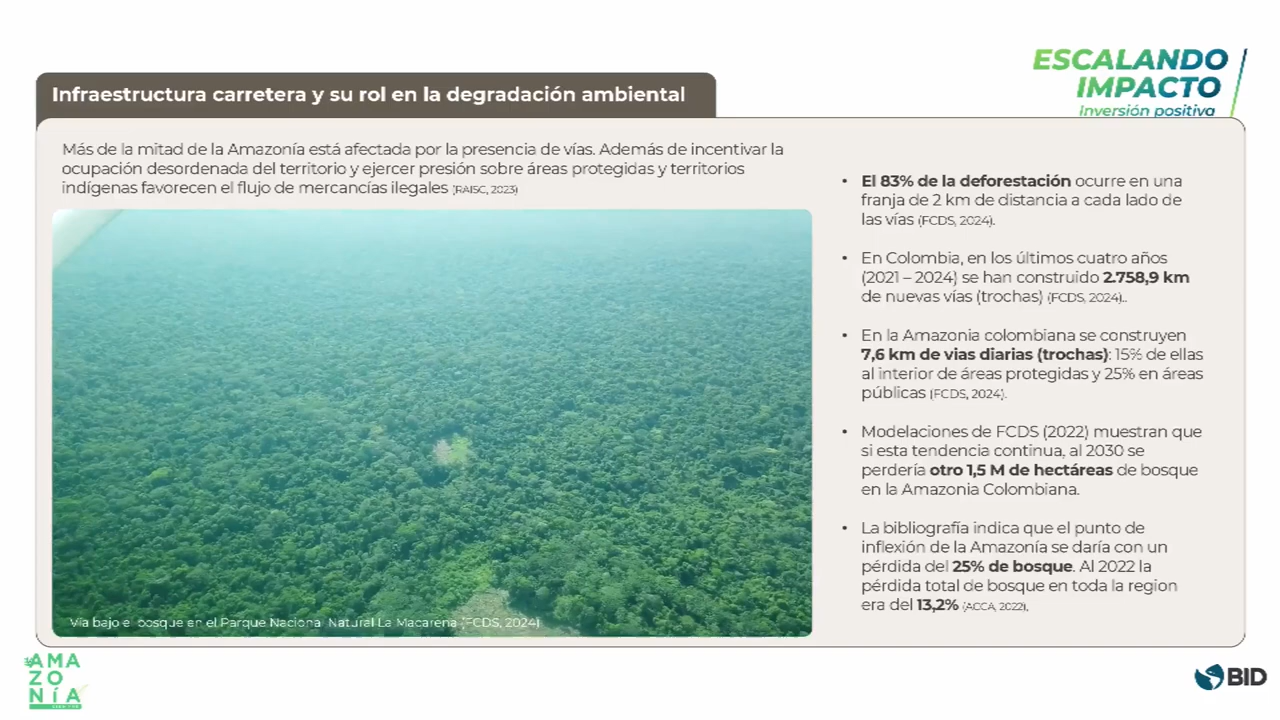 ESCALANDO
IMPACTO
Inversión positiva
Infraestructura carretera y su rol en la degradación ambiental
Más de la mitad de la Amazonía está afectada por la presencia de vías. Además de incentivar la
ocupación desordenada del territorio y ejercer presión sobre áreas protegidas y territorios
indígenas favorecen el flujo de mercancías ilegales (RAISC, 2023)
Vía bajo el bosque en el Parque Nacional Natural La Macarena (FCDS, 2024)
• El 83% de la deforestación ocurre en una
franja de 2 km de distancia a cada lado de
las vías (FCDS, 2024).
• En Colombia, en los últimos cuatro años
(2021 – 2024) se han construido 2.758,9 km
de nuevas vías (trochas) (FCDS, 2024)..
• En la Amazonia colombiana se construyen
7,6 km de vias diarias (trochas): 15% de ellas
al interior de áreas protegidas y 25% en áreas
públicas (FCDS, 2024).
• Modelaciones de FCDS (2022) muestran que
si esta tendencia continua, al 2030 se
perdería otro 1,5 M de hectáreas de bosque
en la Amazonia Colombiana.
• La bibliografía indica que el punto de
inflexión de la Amazonía se daría con un
pérdida del 25% de bosque. Al 2022 la
pérdida total de bosque en toda la region
era del 13,2% (ACCA, 2022),
AMA
ZO
NíA
BID